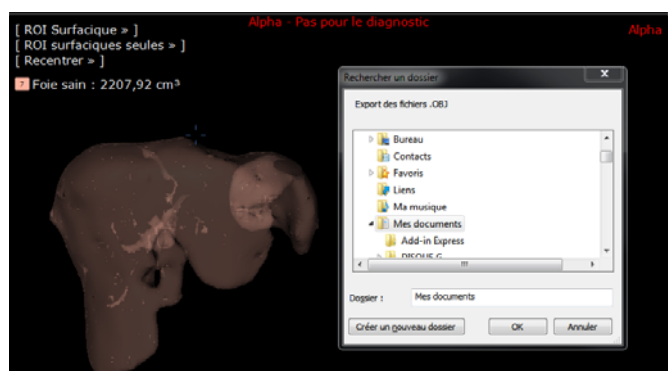 Alpha - Pas pour le diagnostic
Alpha
[ ROI Surfacique » ]
[ ROI surfaciques seules » ]
[ Recentrer » ]
7 Foie sain : 2207,92 cm³
Rechercher un dossier
x
Export des fichiers .OBJ
Bureau
Contacts
Favoris
Liens
Ma musique
Mes documents
Add-in Express
DISQUE G
Dossier :
Mes documents
Créer un nouveau dossier
OK
Annuler